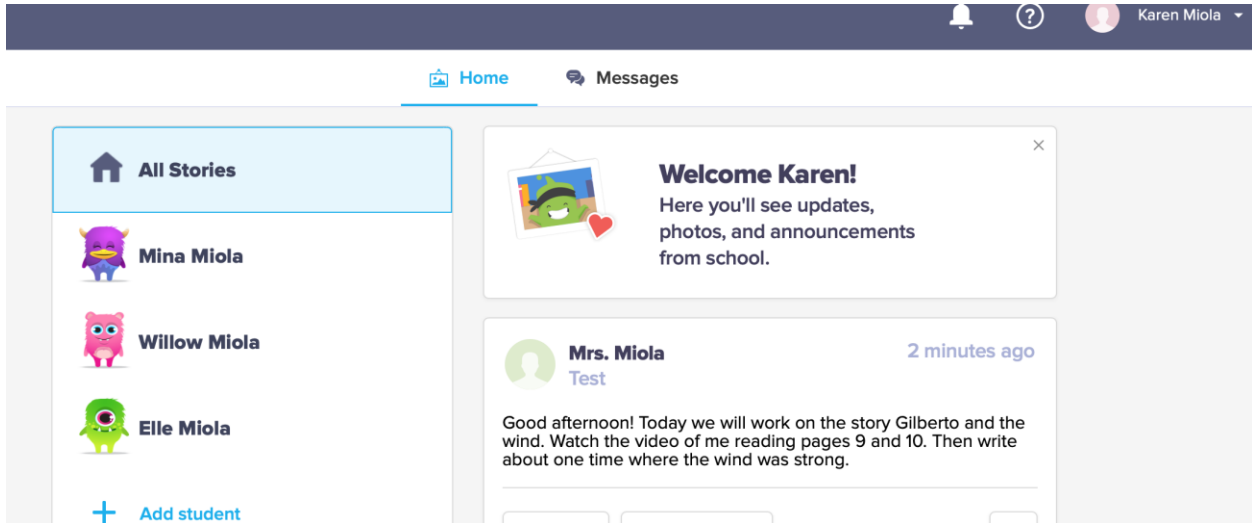 Karen Miola
Home
Messages
All Stories
Mina Miola
Willow Miola
Elle Miola
Add student
Welcome Karen!
Here you'll see updates,
photos, and announcements
from school.
Mrs. Miola
2 minutes ago
Test
Good afternoon! Today we will work on the story Gilberto and the
wind. Watch the video of me reading pages 9 and 10. Then write
about one time where the wind was strong.